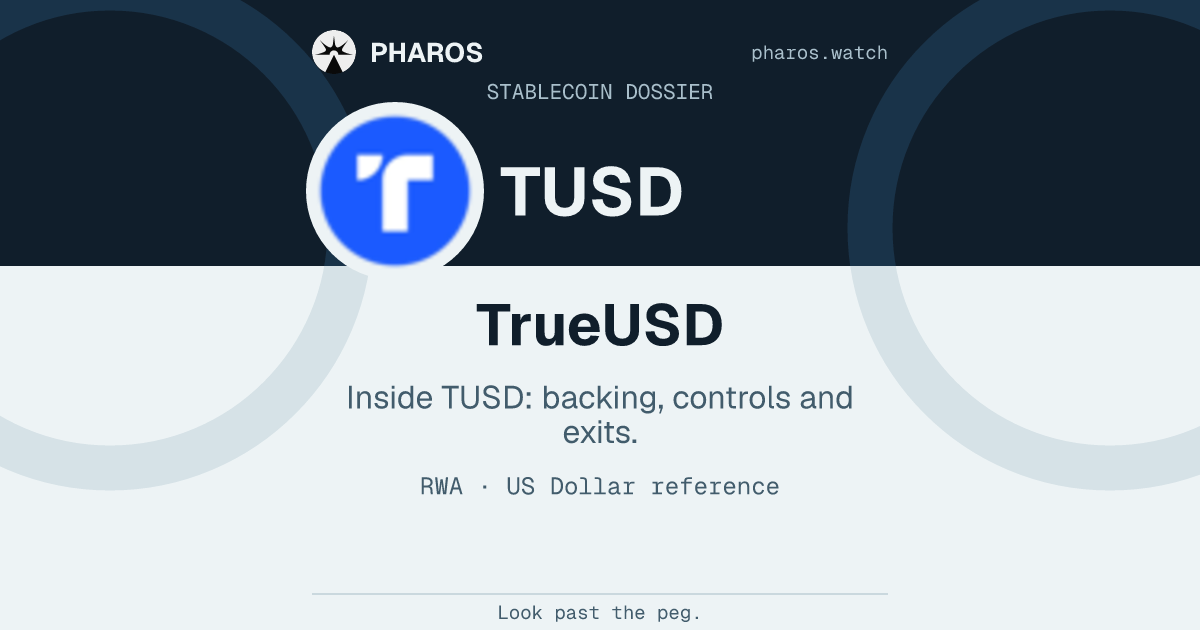 PHAROS
pharos.watch
STABLECOIN DOSSIER
TUSD
TrueUSD
Inside TUSD: backing, controls and
exits.
RWA · US Dollar reference
Look past the peg.